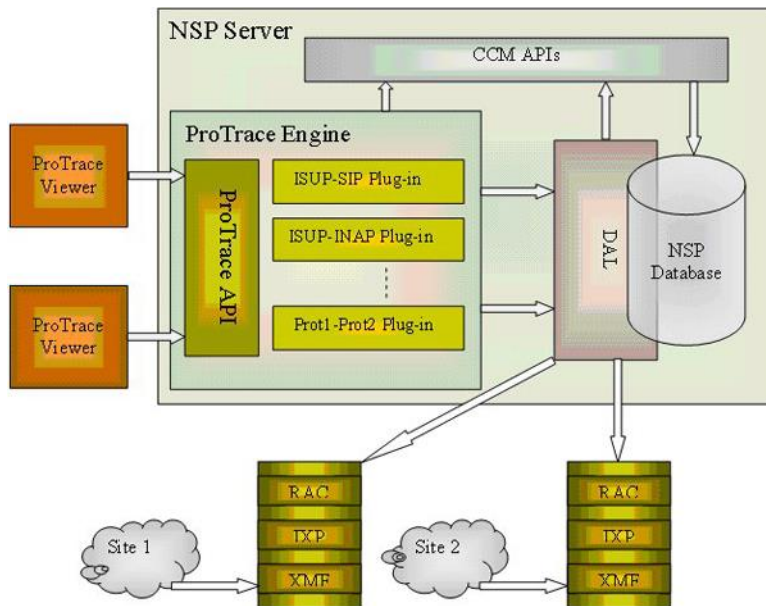 NSP Server
CCM APIs
ProTrace Engine
ProTrace
Viewer
ProTrace API
ISUP-SIP Plug-in
ISUP-INAP Plug-in
Prot1-Prot2 Plug-in
DAL
NSP
Database
ProTrace
Viewer
RAC
IXP
XMF
Site 1
RAC
IXP
XMF
Site 2